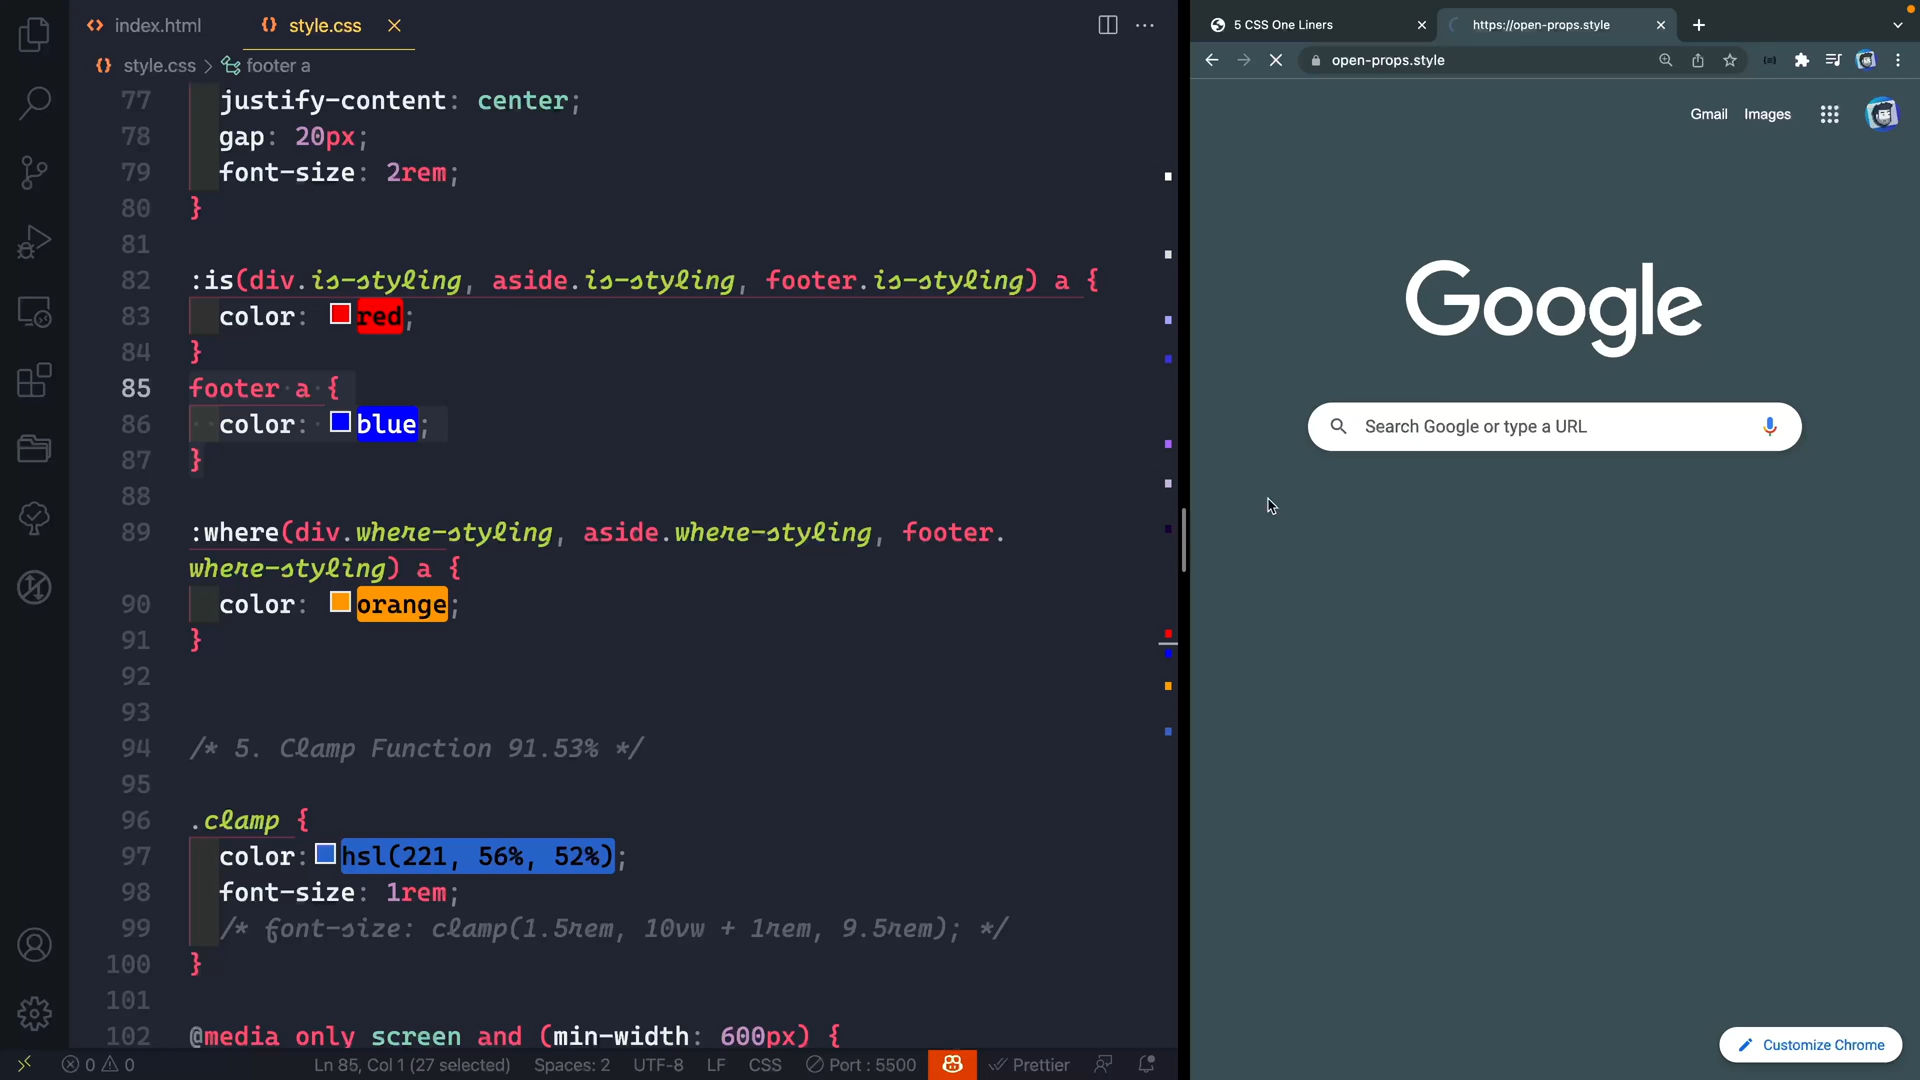 index.html
style.css
style.css > footer a
77 justify-content: center;
78 gap: 20px;
79 font-size: 2rem;
80 }
81
82 :is(div.is-styling, aside.is-styling, footer.is-styling) a {
83 color: red;
84 }
85 footer a {
86 color: blue;
87 }
88
89 :where(div.where-styling, aside.where-styling, footer.
where-styling) a {
90 color: orange;
91 }
92
93
94 /* 5. Clamp Function 91.53% */
95
96 .clamp {
97 color: hsl(221, 56%, 52%);
98 font-size: 1rem;
99 /* font-size: clamp(1.5rem, 10vw + 1rem, 9.5rem); */
100 }
101
102 @media only screen and (min-width: 600px) {
0 0 Ln 85, Col 1 (27 selected) Spaces: 2 UTF-8 LF CSS Port : 5500 Prettier
5 CSS One Liners
https://open-props.style
open-props.style
Gmail Images
Google
Search Google or type a URL
Customize Chrome